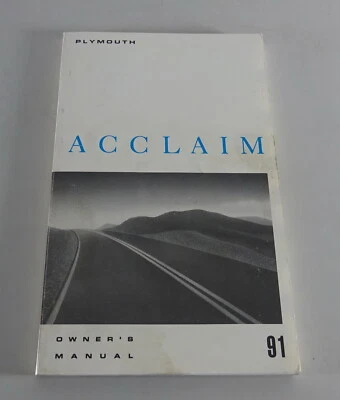 PLYMOUTH
ACCLAIM
OWNER'S
MANUAL 91